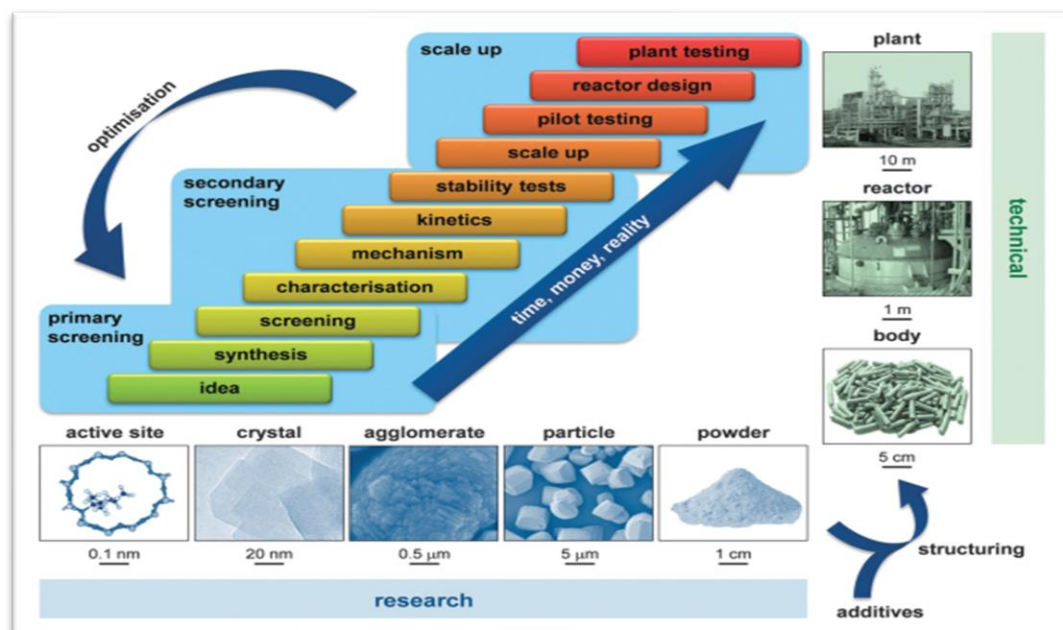 scale up
plant testing
reactor design
pilot testing
scale up
optimisation
secondary
screening
stability tests
kinetics
mechanism
characterisation
primary
screening
screening
synthesis
idea
time, money, reality
plant
10 m
reactor
1 m
body
5 cm
technical
active site
crystal
agglomerate
particle
powder
0.1 nm
20 nm
0.5 μm
5 μm
1 cm
structuring
additives
research